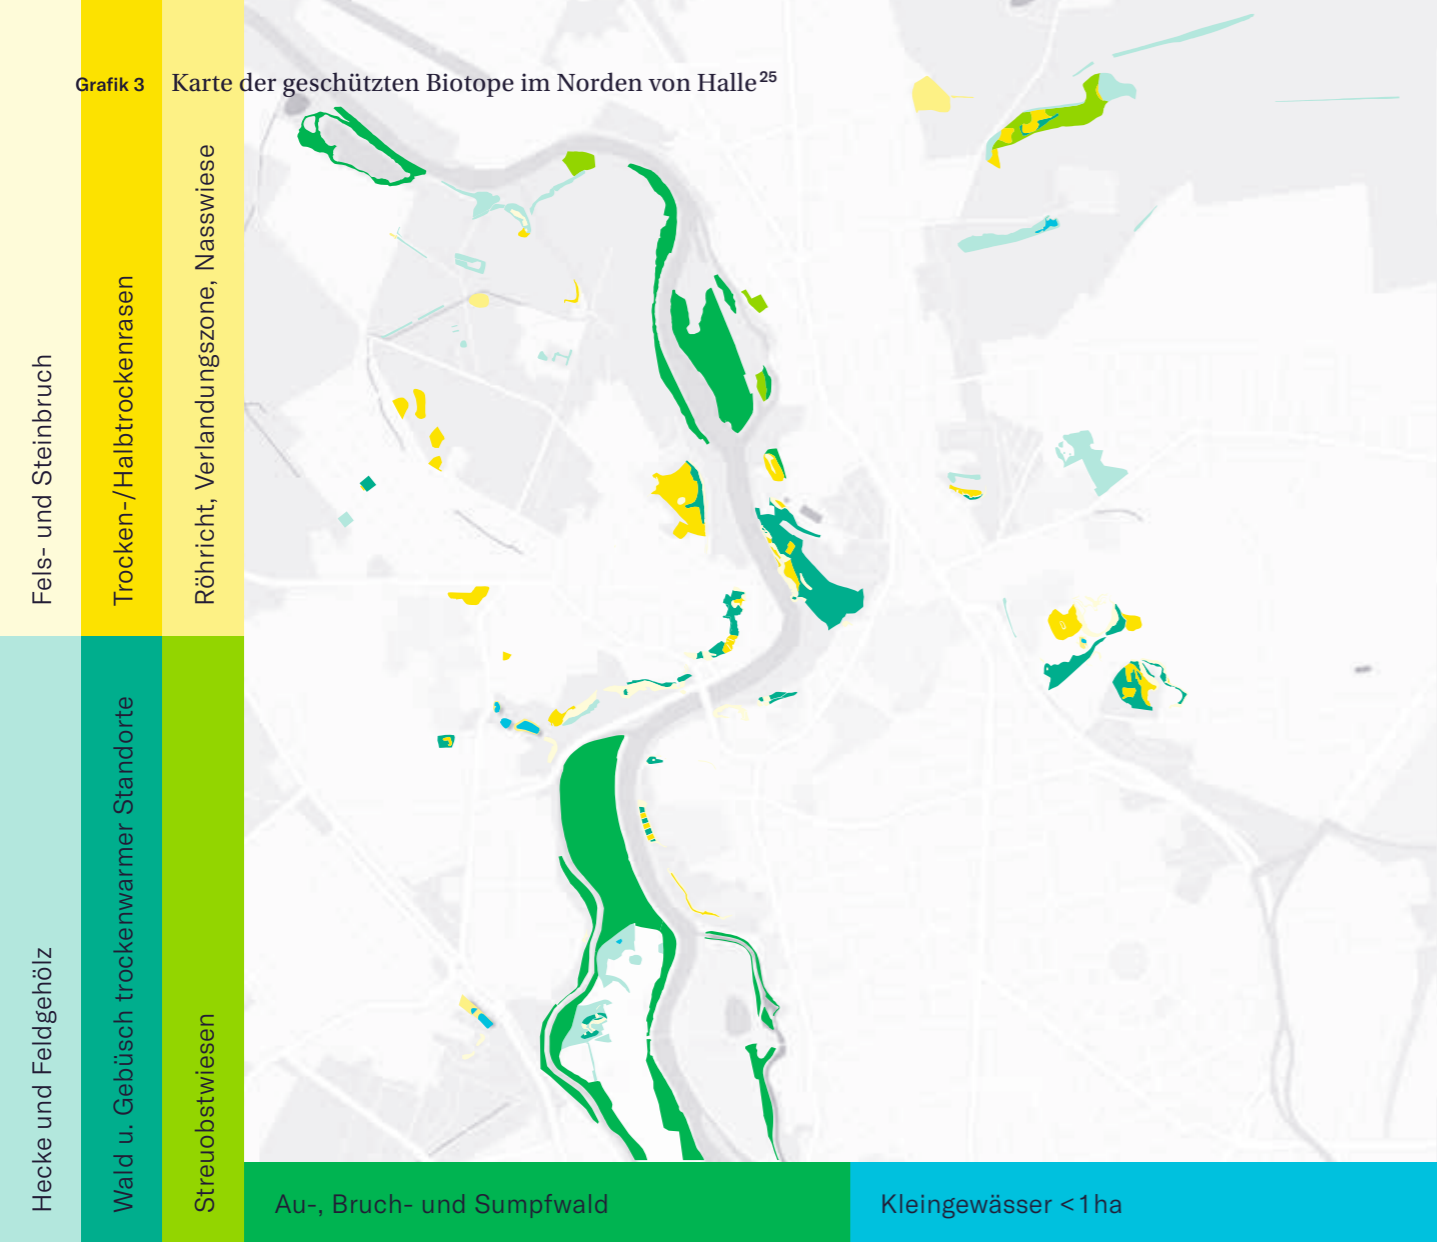 Grafik 3 Karte der geschützten Biotope im Norden von Halle²⁵
Fels- und Steinbruch
Trocken-/Halbtrockenrasen
Röhricht, Verlandungszone, Nasswiese
Hecke und Feldgehölz
Wald u. Gebüsch trockenwarmer Standorte
Streuobstwiesen
Au-, Bruch- und Sumpfwald
Kleingewässer <1ha